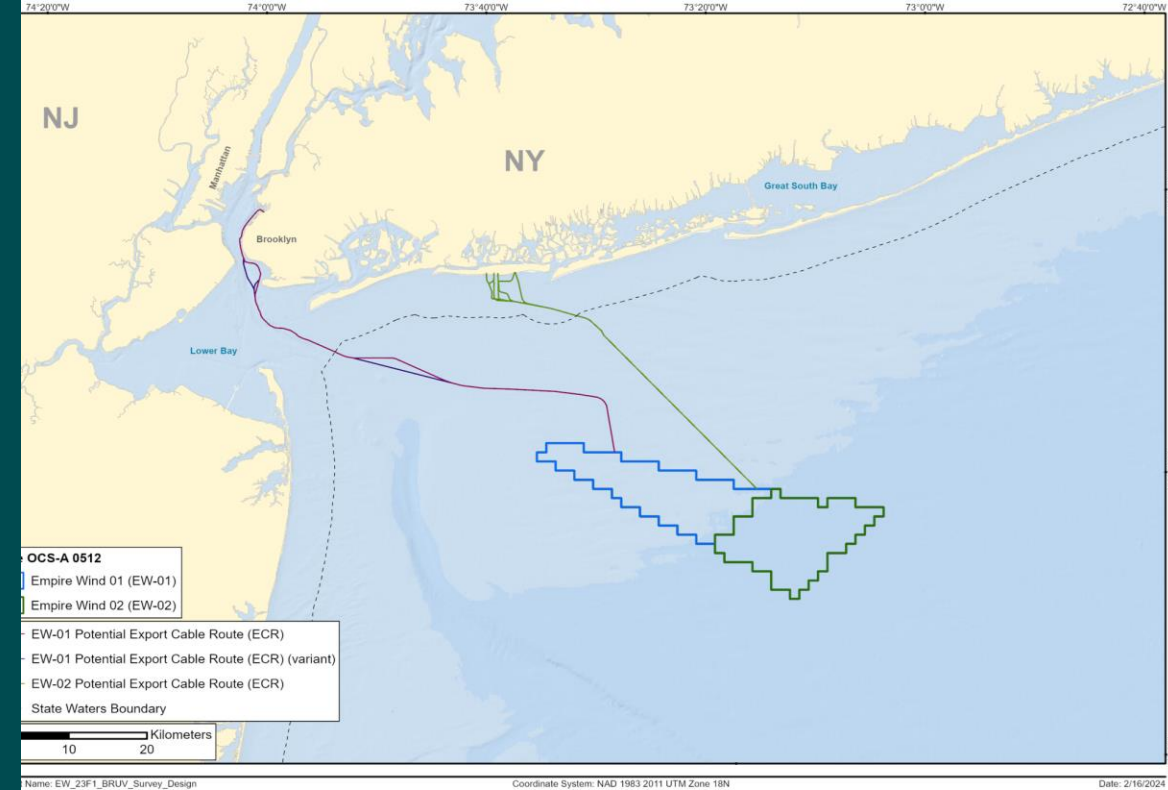 74°20'0"W 74°0'0"W 73°40'0"W 73°20'0"W 73°0'0"W 72°40'0"W
NJ
NY
Manhattan
Great South Bay
Brooklyn
Lower Bay
OCS-A 0512
Empire Wind 01 (EW-01)
Empire Wind 02 (EW-02)
EW-01 Potential Export Cable Route (ECR)
EW-01 Potential Export Cable Route (ECR) (variant)
EW-02 Potential Export Cable Route (ECR)
State Waters Boundary
Kilometers
10 20
Name: EW_23F1_BRUV_Survey_Design Coordinate System: NAD 1983 2011 UTM Zone 18N Date: 2/16/2024